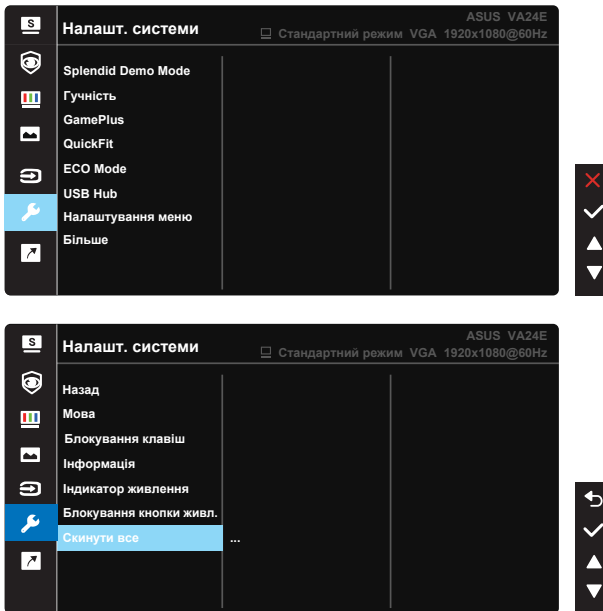 S
Налашт. системи
ASUS VA24E
Стандартний режим VGA 1920x1080@60Hz
Splendid Demo Mode
Гучність
GamePlus
QuickFit
ECO Mode
USB Hub
Налаштування меню
Більше
S
Налашт. системи
ASUS VA24E
Стандартний режим VGA 1920x1080@60Hz
Назад
Мова
Блокування клавіш
Інформація
Індикатор живлення
Блокування кнопки живл.
Скинути все ...